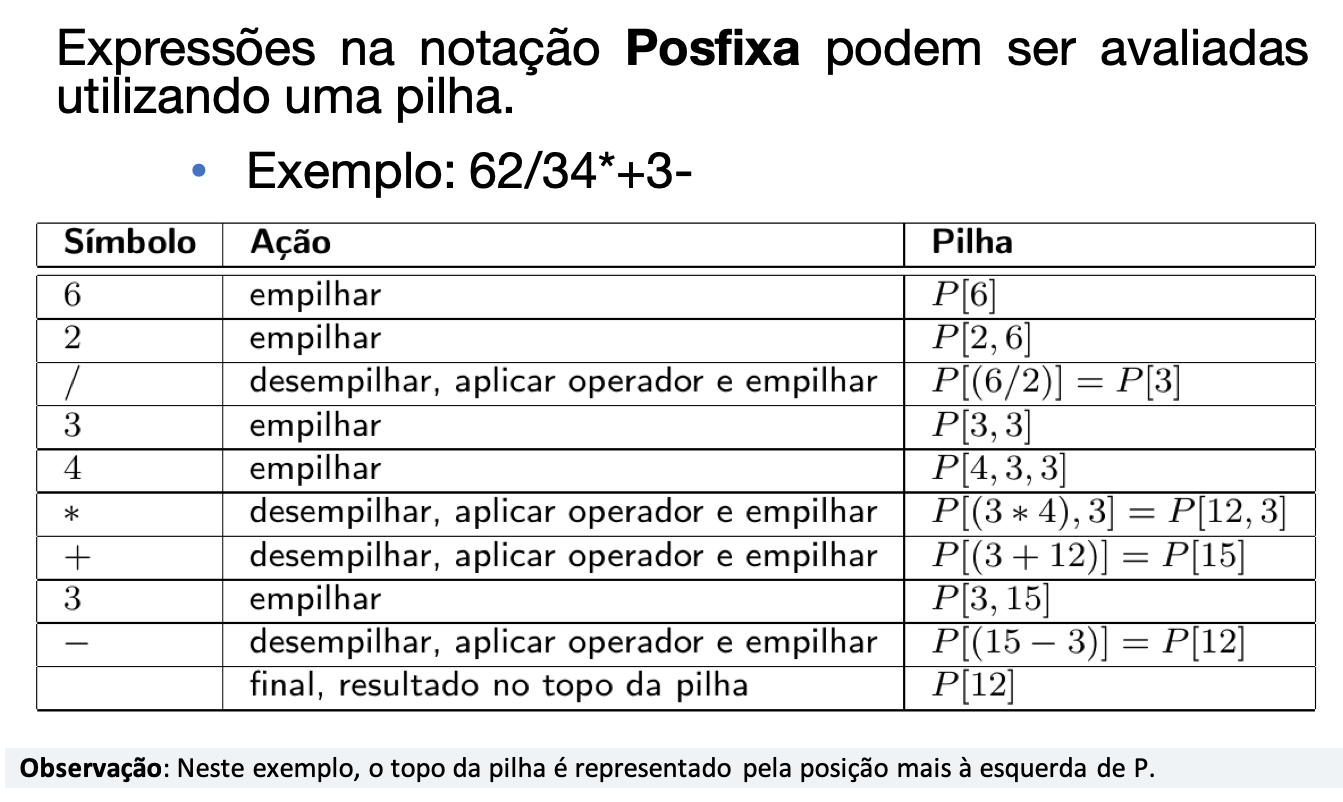 Expressões na notação Posfixa podem ser avaliadas
utilizando uma pilha.
• Exemplo: 62/34*+3-
Símbolo Ação Pilha
6 empilhar P[6]
2 empilhar P[2, 6]
/ desempilhar, aplicar operador e empilhar P[(6/2)] = P[3]
3 empilhar P[3, 3]
4 empilhar P[4, 3, 3]
* desempilhar, aplicar operador e empilhar P[(3 * 4), 3] = P[12, 3]
+ desempilhar, aplicar operador e empilhar P[(3 + 12)] = P[15]
3 empilhar P[3, 15]
− desempilhar, aplicar operador e empilhar P[(15 − 3)] = P[12]
final, resultado no topo da pilha P[12]
Observação: Neste exemplo, o topo da pilha é representado pela posição mais à esquerda de P.